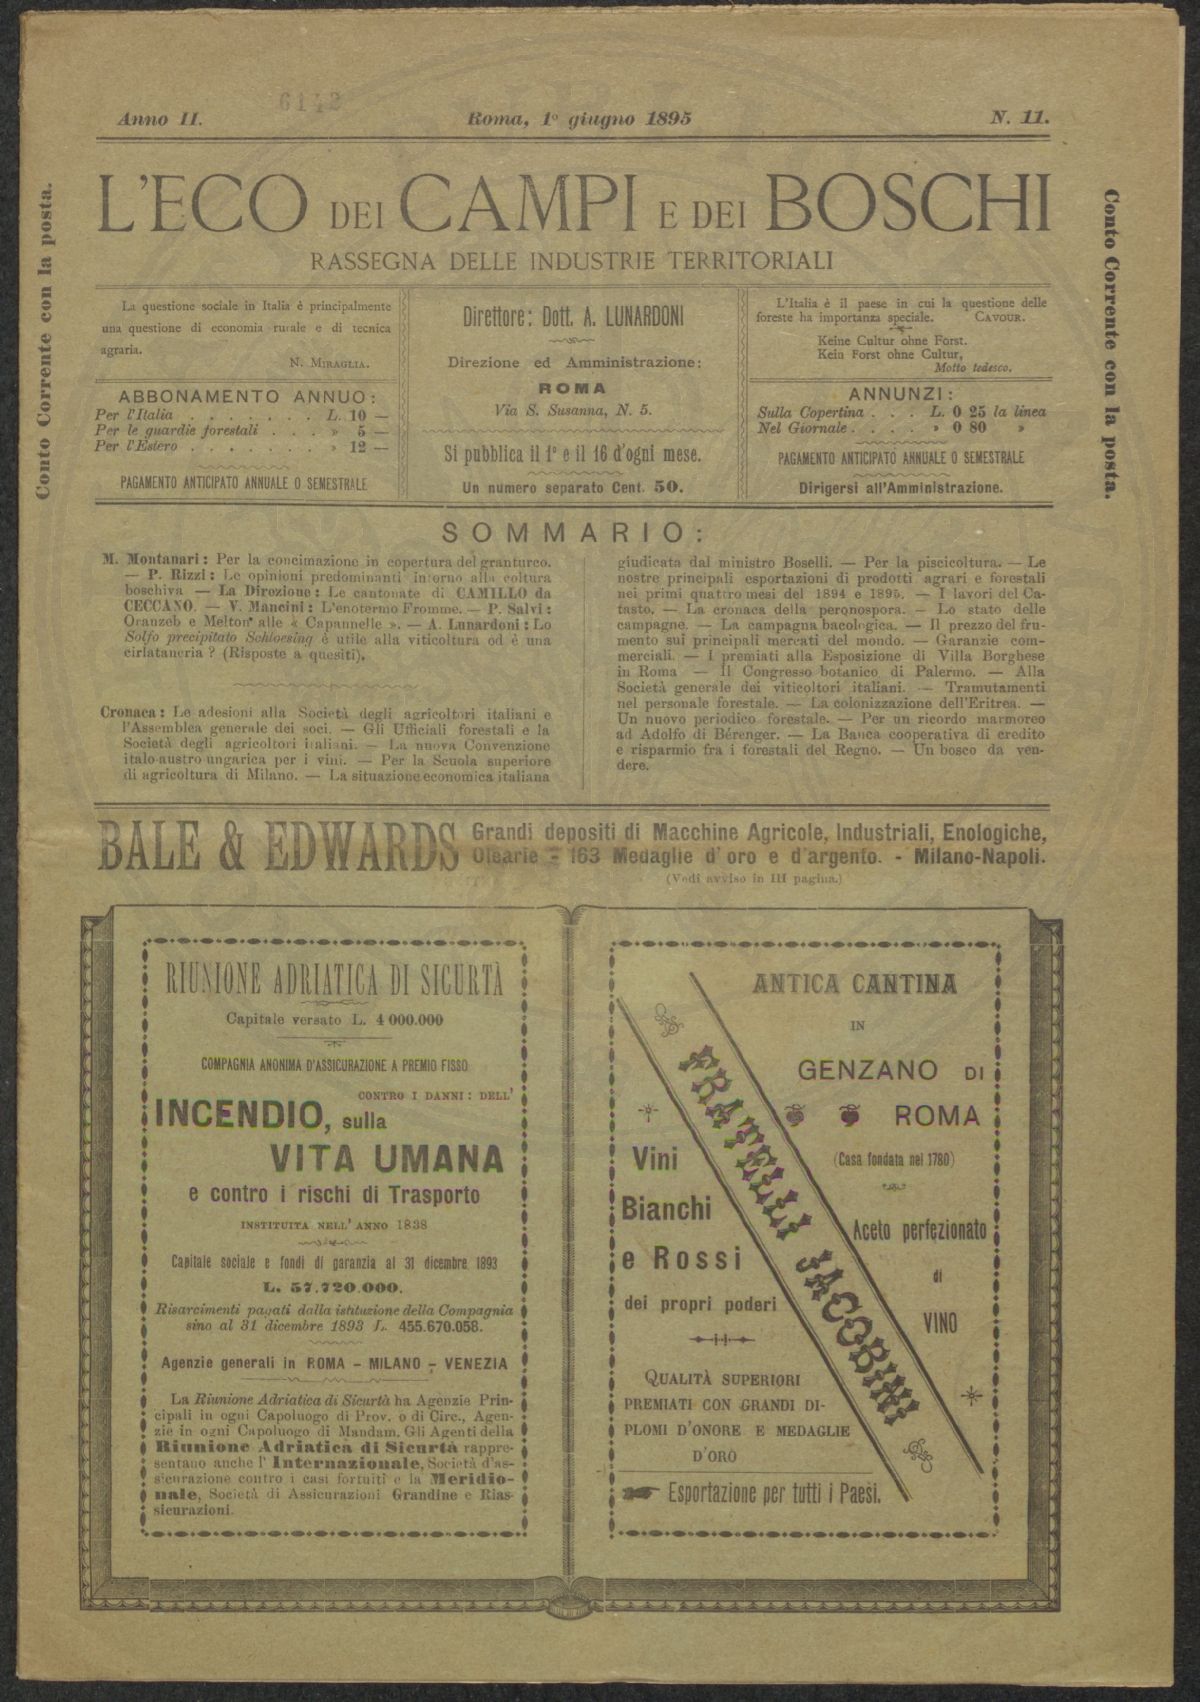 6142
Anno II.
Roma, 1° giugno 1895
N. 11.
Conto Corrente con la posta.
Conto Corrente con la posta.
L'ECO DEI CAMPI E DEI BOSCHI
RASSEGNA DELLE INDUSTRIE TERRITORIALI
La questione sociale in Italia è principalmente
una questione di economia rurale e di tecnica
agraria.
N. MIRAGLIA.
ABBONAMENTO ANNUO:
Per l'Italia . . . . . . . L. 10 —
Per le guardie forestali . . . » 5 —
Per l'Estero . . . . . . . » 12 —
PAGAMENTO ANTICIPATO ANNUALE O SEMESTRALE
Direttore: Dott. A. LUNARDONI
Direzione ed Amministrazione:
ROMA
Via S. Susanna, N. 5.
Si pubblica il 1° e il 16 d'ogni mese.
Un numero separato Cent. 50.
L'Italia è il paese in cui la questione delle
foreste ha importanza speciale. CAVOUR.
Keine Cultur ohne Forst.
Kein Forst ohne Cultur,
Motto tedesco.
ANNUNZI:
Sulla Copertina . . . L. 0 25 la linea
Nel Giornale . . . . » 0 80 »
PAGAMENTO ANTICIPATO ANNUALE O SEMESTRALE
Dirigersi all'Amministrazione.
SOMMARIO:
M. Montanari: Per la concimazione in copertura del granturco.
— P. Rizzi: Le opinioni predominanti intorno alla coltura
boschiva — La Direzione: Le cantonate di CAMILLO da
CECCANO. — V. Mancini: L'enotermo Fromme. — P. Salvi:
Oranzeb e Melton alle « Capannelle ». — A. Lunardoni: Lo
Solfo precipitato Schloesing è utile alla viticoltura od è una
ciarlataneria ? (Risposte a quesiti).
Cronaca: Le adesioni alla Società degli agricoltori italiani e
l'Assemblea generale dei soci. — Gli Ufficiali forestali e la
Società degli agricoltori italiani. — La nuova Convenzione
italo-austro-ungarica per i vini. — Per la Scuola superiore
di agricoltura di Milano. — La situazione economica italiana
giudicata dal ministro Boselli. — Per la piscicoltura. — Le
nostre principali esportazioni di prodotti agrari e forestali
nei primi quattro mesi del 1894 e 1895. — I lavori del Ca-
tasto. — La cronaca della peronospora. — Lo stato delle
campagne. — La campagna bacologica. — Il prezzo del fru-
mento sui principali mercati del mondo. — Garanzie com-
merciali. — I premiati alla Esposizione di Villa Borghese
in Roma — Il Congresso botanico di Palermo. — Alla
Società generale dei viticoltori italiani. — Tramutamenti
nel personale forestale. — La colonizzazione dell'Eritrea. —
Un nuovo periodico forestale. — Per un ricordo marmoreo
ad Adolfo di Bérenger. — La Banca cooperativa di credito
e risparmio fra i forestali del Regno. — Un bosco da ven-
dere.
BALE & EDWARDS
Grandi depositi di Macchine Agricole, Industriali, Enologiche,
Olearie - 163 Medaglie d'oro e d'argento. - Milano-Napoli.
(Vedi avviso in III pagina.)
RIUNIONE ADRIATICA DI SICURTÀ
Capitale versato L. 4 000.000
COMPAGNIA ANONIMA D'ASSICURAZIONE A PREMIO FISSO
CONTRO I DANNI: DELL'
INCENDIO, sulla
VITA UMANA
e contro i rischi di Trasporto
INSTITUITA NELL'ANNO 1838
Capitale sociale e fondi di garanzia al 31 dicembre 1893
L. 57.720.000.
Risarcimenti pagati dalla istituzione della Compagnia
sino al 31 dicembre 1893 L. 455.670.058.
Agenzie generali in ROMA - MILANO - VENEZIA
La Riunione Adriatica di Sicurtà ha Agenzie Prin-
cipali in ogni Capoluogo di Prov. o di Circ., Agen-
zie in ogni Capoluogo di Mandam. Gli Agenti della
Riunione Adriatica di Sicurtà rappre-
sentano anche l'Internazionale, Società d'as-
sicurazione contro i casi fortuiti e la Meridio-
nale, Società di Assicurazioni Grandine e Rias-
sicurazioni.
ANTICA CANTINA
IN
GENZANO DI
ROMA
(Casa fondata nel 1780)
FRATELLI JACOBINI
Vini
Bianchi
e Rossi
dei propri poderi
Aceto perfezionato
di
VINO
QUALITÀ SUPERIORI
PREMIATI CON GRANDI DI-
PLOMI D'ONORE E MEDAGLIE
D'ORO
Esportazione per tutti i Paesi.